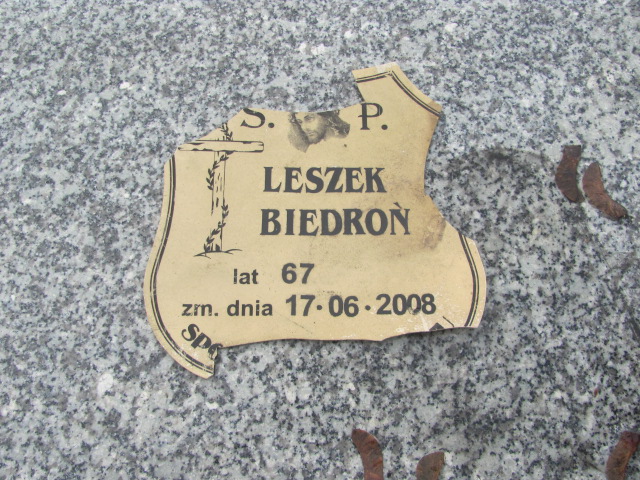 S. P.
LESZEK
BIEDROŃ
lat 67
zm. dnia 17·06·2008